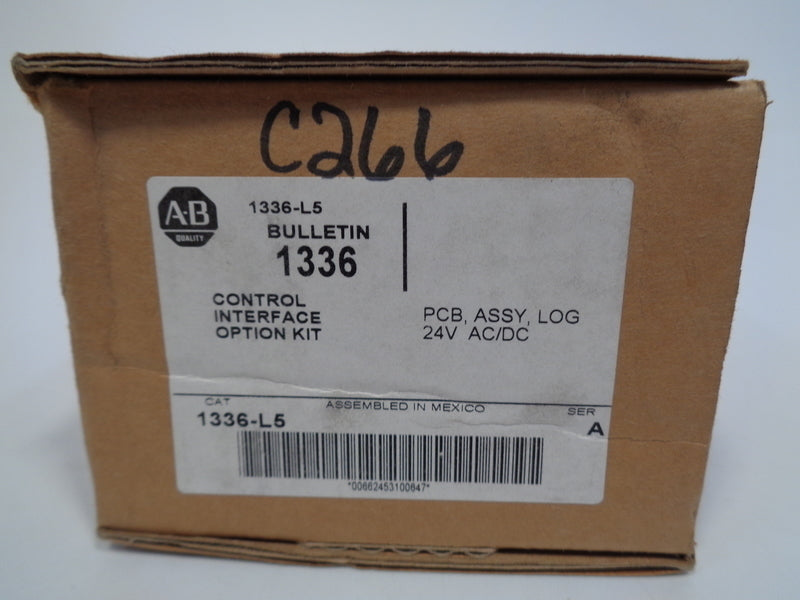 C266
A-B
QUALITY
1336-L5
BULLETIN
1336
CONTROL
INTERFACE
OPTION KIT
PCB, ASSY, LOG
24V AC/DC
CAT
ASSEMBLED IN MEXICO
SER
1336-L5
A
*00662453100647*